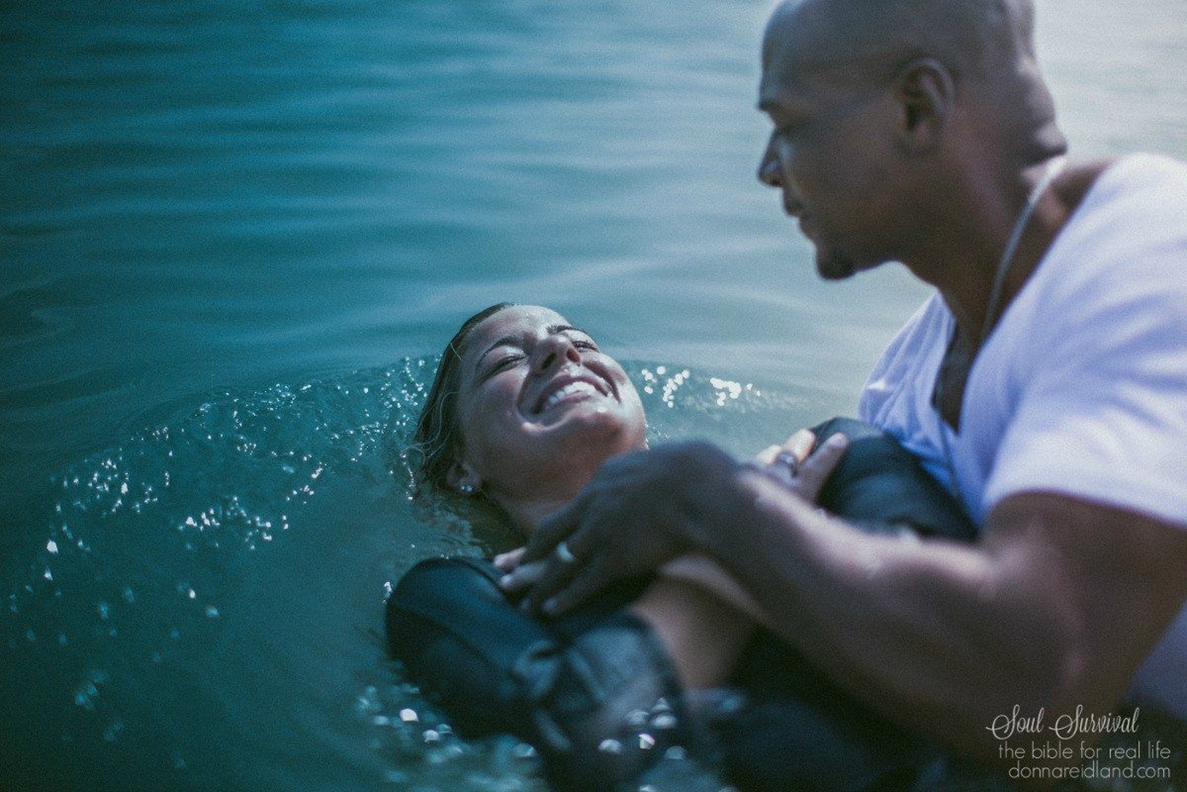 Soul Survival
the bible for real life
donnareidland.com